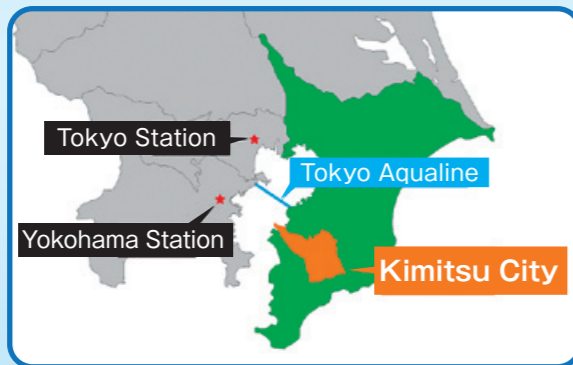 Tokyo Station
Tokyo Aqualine
Yokohama Station
Kimitsu City